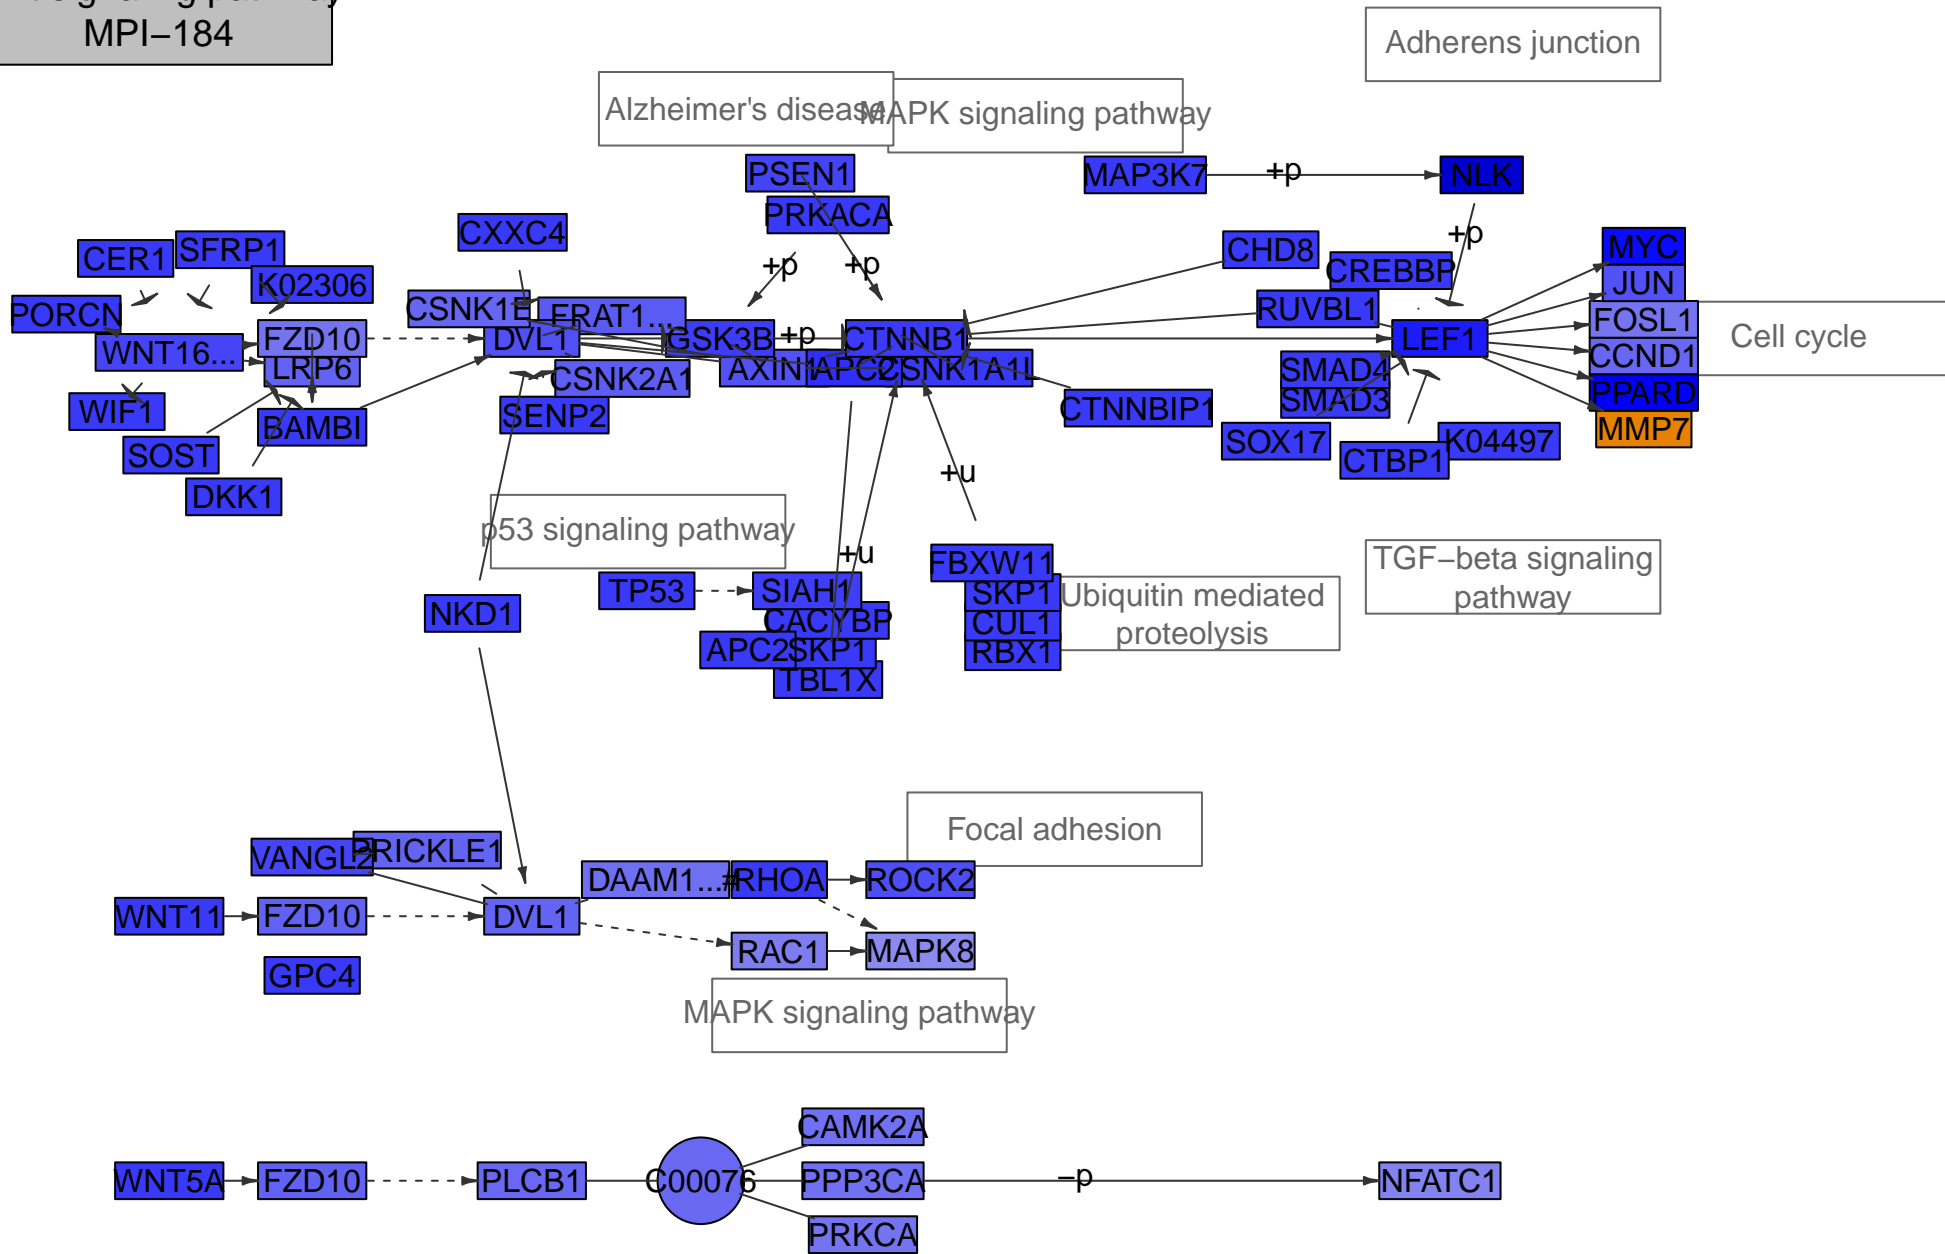 signaling pathway
MPI−184
Adherens junction
Alzheimer's disease
MAPK signaling pathway
PSEN1
MAP3K7
+p
NLK
PRKACA
CXXC4
CER1
SFRP1
K02306
+p
+p
CHD8
CREBBP
+p
MYC
JUN
PORCN
CSNK1E
FRAT1...
RUVBL1
FOSL1
WNT16...
FZD10
DVL1
GSK3B
+p
CTNNB1
LEF1
Cell cycle
LRP6
AXIN1
APC2
CSNK1A1L
SMAD4
CCND1
CSNK2A1
SMAD3
PPARD
WIF1
BAMBI
SENP2
CTNNBIP1
MMP7
SOST
SOX17
K04497
CTBP1
DKK1
+u
p53 signaling pathway
+u
FBXW11
TGF−beta signaling
pathway
TP53
SIAH1
SKP1
Ubiquitin mediated
proteolysis
NKD1
CACYBP
CUL1
APC2
SKP1
RBX1
TBL1X
Focal adhesion
VANGL2
PRICKLE1
DAAM1...
RHOA
ROCK2
WNT11
FZD10
DVL1
RAC1
MAPK8
GPC4
MAPK signaling pathway
CAMK2A
WNT5A
FZD10
PLCB1
C00076
PPP3CA
−p
NFATC1
PRKCA